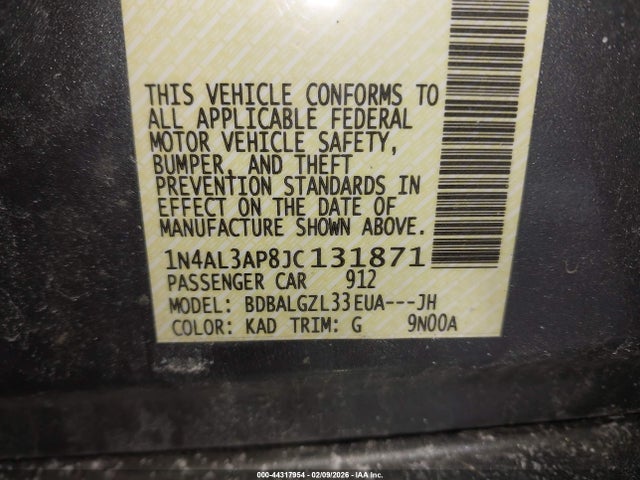 THIS VEHICLE CONFORMS TO
ALL APPLICABLE FEDERAL
MOTOR VEHICLE SAFETY,
BUMPER, AND THEFT
PREVENTION STANDARDS IN
EFFECT ON THE DATE OF
MANUFACTURE SHOWN ABOVE.
1N4AL3AP8JC131871
PASSENGER CAR 912
MODEL: BDBALGZL33EUA---JH
COLOR: KAD TRIM: G 9N00A
000-44317954 - 02/09/2026 - IAA Inc.